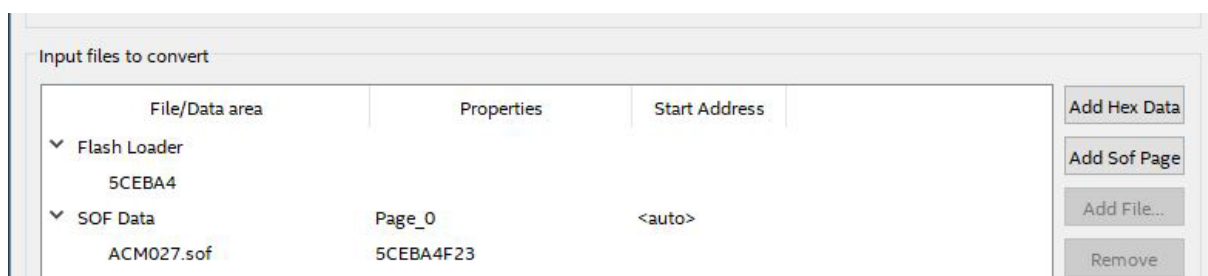 Input files to convert
File/Data area Properties Start Address
Add Hex Data
Flash Loader
Add Sof Page
5CEBA4
SOF Data Page_0 <auto>
Add File...
ACM027.sof 5CEBA4F23
Remove